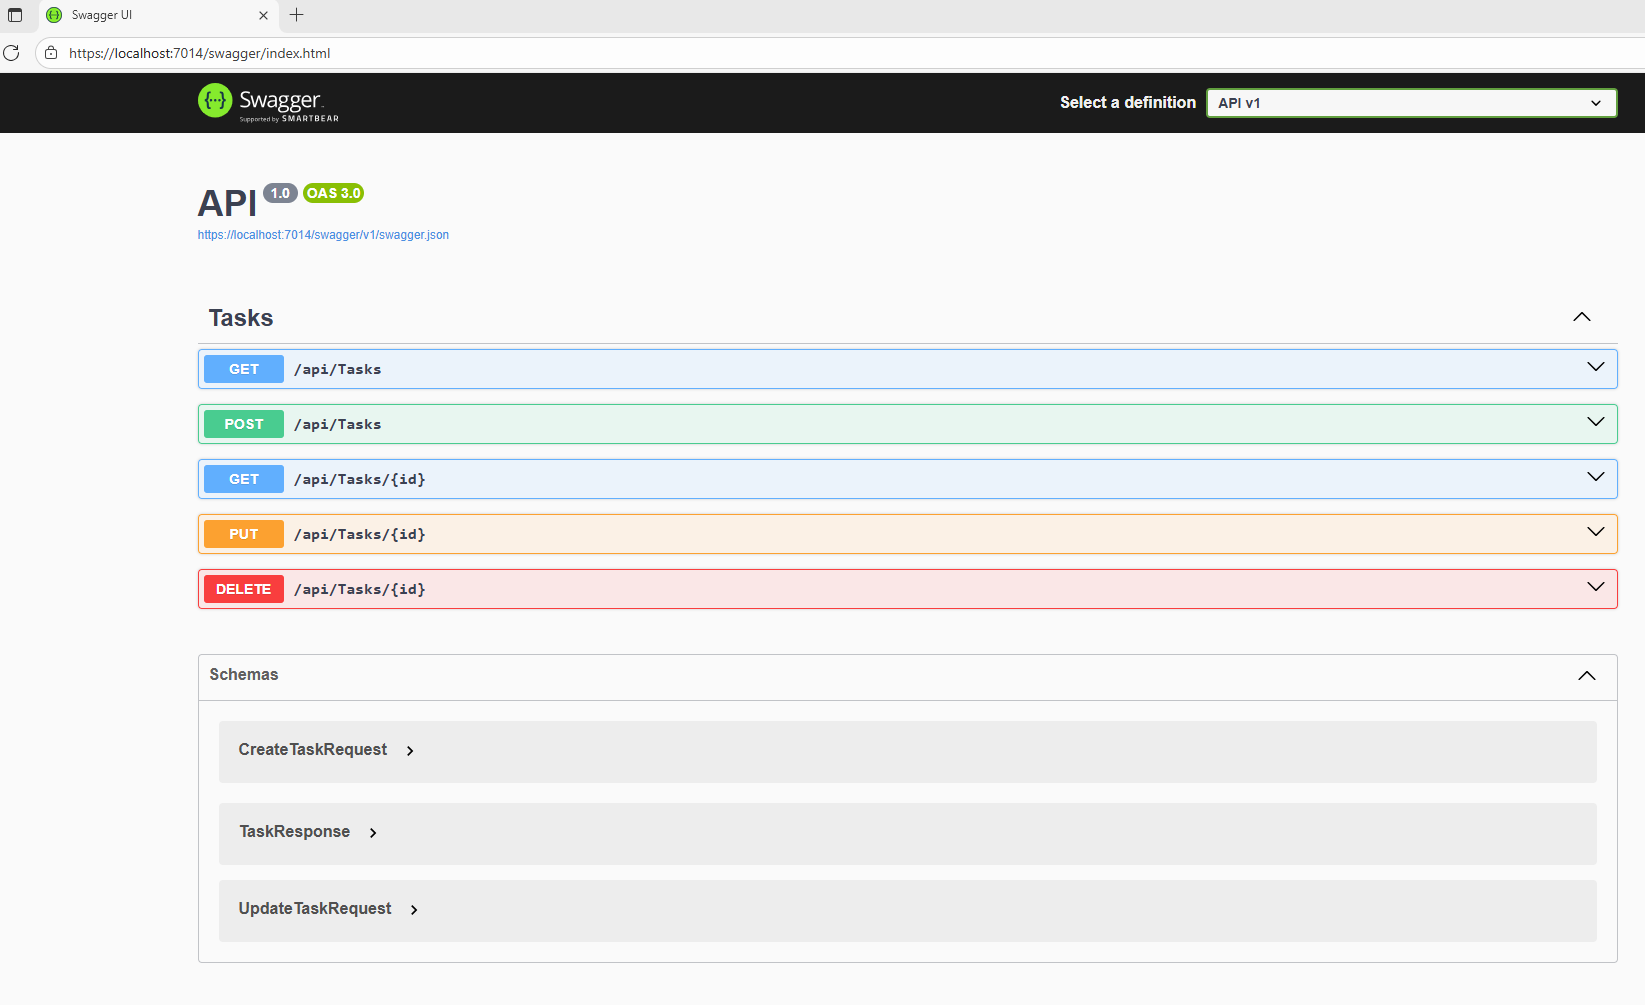 Swagger UI
https://localhost:7014/swagger/index.html
{···} Swagger.
Supported by SMARTBEAR
Select a definition
API v1
API 1.0 OAS 3.0
https://localhost:7014/swagger/v1/swagger.json
Tasks
GET /api/Tasks
POST /api/Tasks
GET /api/Tasks/{id}
PUT /api/Tasks/{id}
DELETE /api/Tasks/{id}
Schemas
CreateTaskRequest
TaskResponse
UpdateTaskRequest